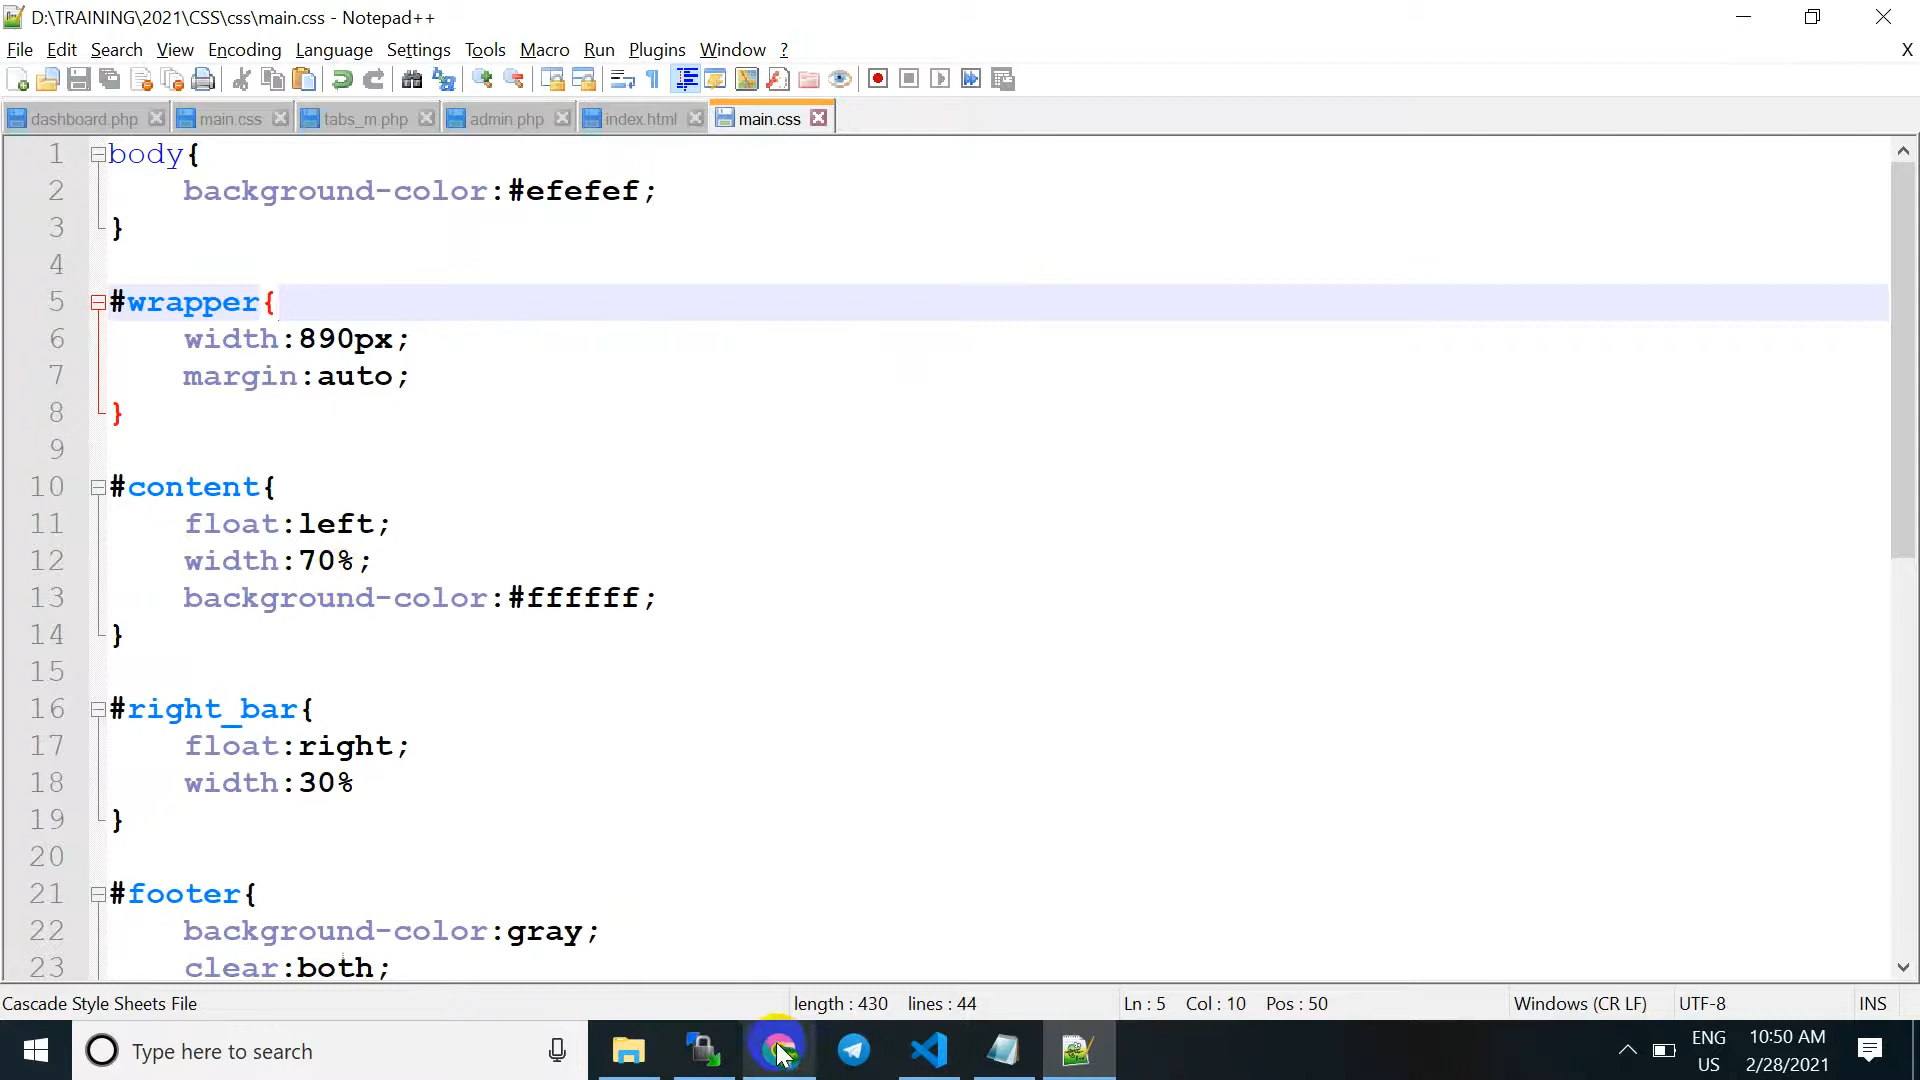 D:\TRAINING\2021\CSS\css\main.css - Notepad++
File Edit Search View Encoding Language Settings Tools Macro Run Plugins Window ? X
dashboard.php main.css tabs_m.php admin.php index.html main.css
1 body{
2 background-color:#efefef;
3 }
4
5 #wrapper{
6 width:890px;
7 margin:auto;
8 }
9
10 #content{
11 float:left;
12 width:70%;
13 background-color:#ffffff;
14 }
15
16 #right_bar{
17 float:right;
18 width:30%
19 }
20
21 #footer{
22 background-color:gray;
23 clear:both;
Cascade Style Sheets File length : 430 lines : 44 Ln : 5 Col : 10 Pos : 50 Windows (CR LF) UTF-8 INS
Type here to search
ENG 10:50 AM
US 2/28/2021